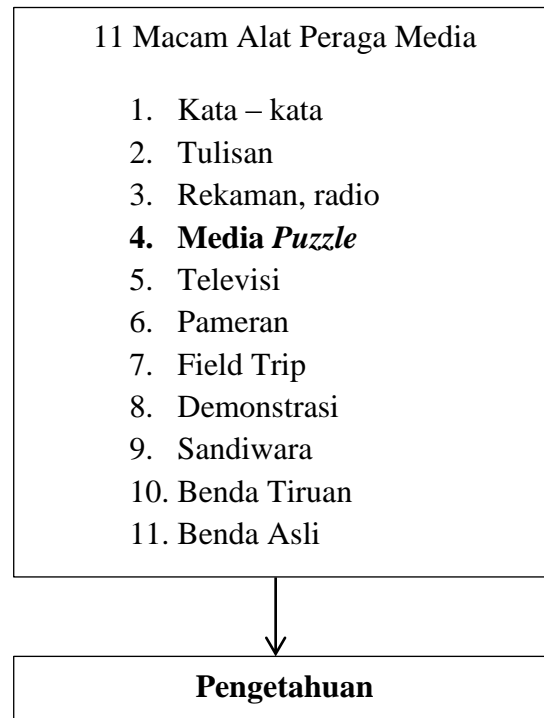 11 Macam Alat Peraga Media
1. Kata – kata
2. Tulisan
3. Rekaman, radio
4. Media Puzzle
5. Televisi
6. Pameran
7. Field Trip
8. Demonstrasi
9. Sandiwara
10. Benda Tiruan
11. Benda Asli
Pengetahuan